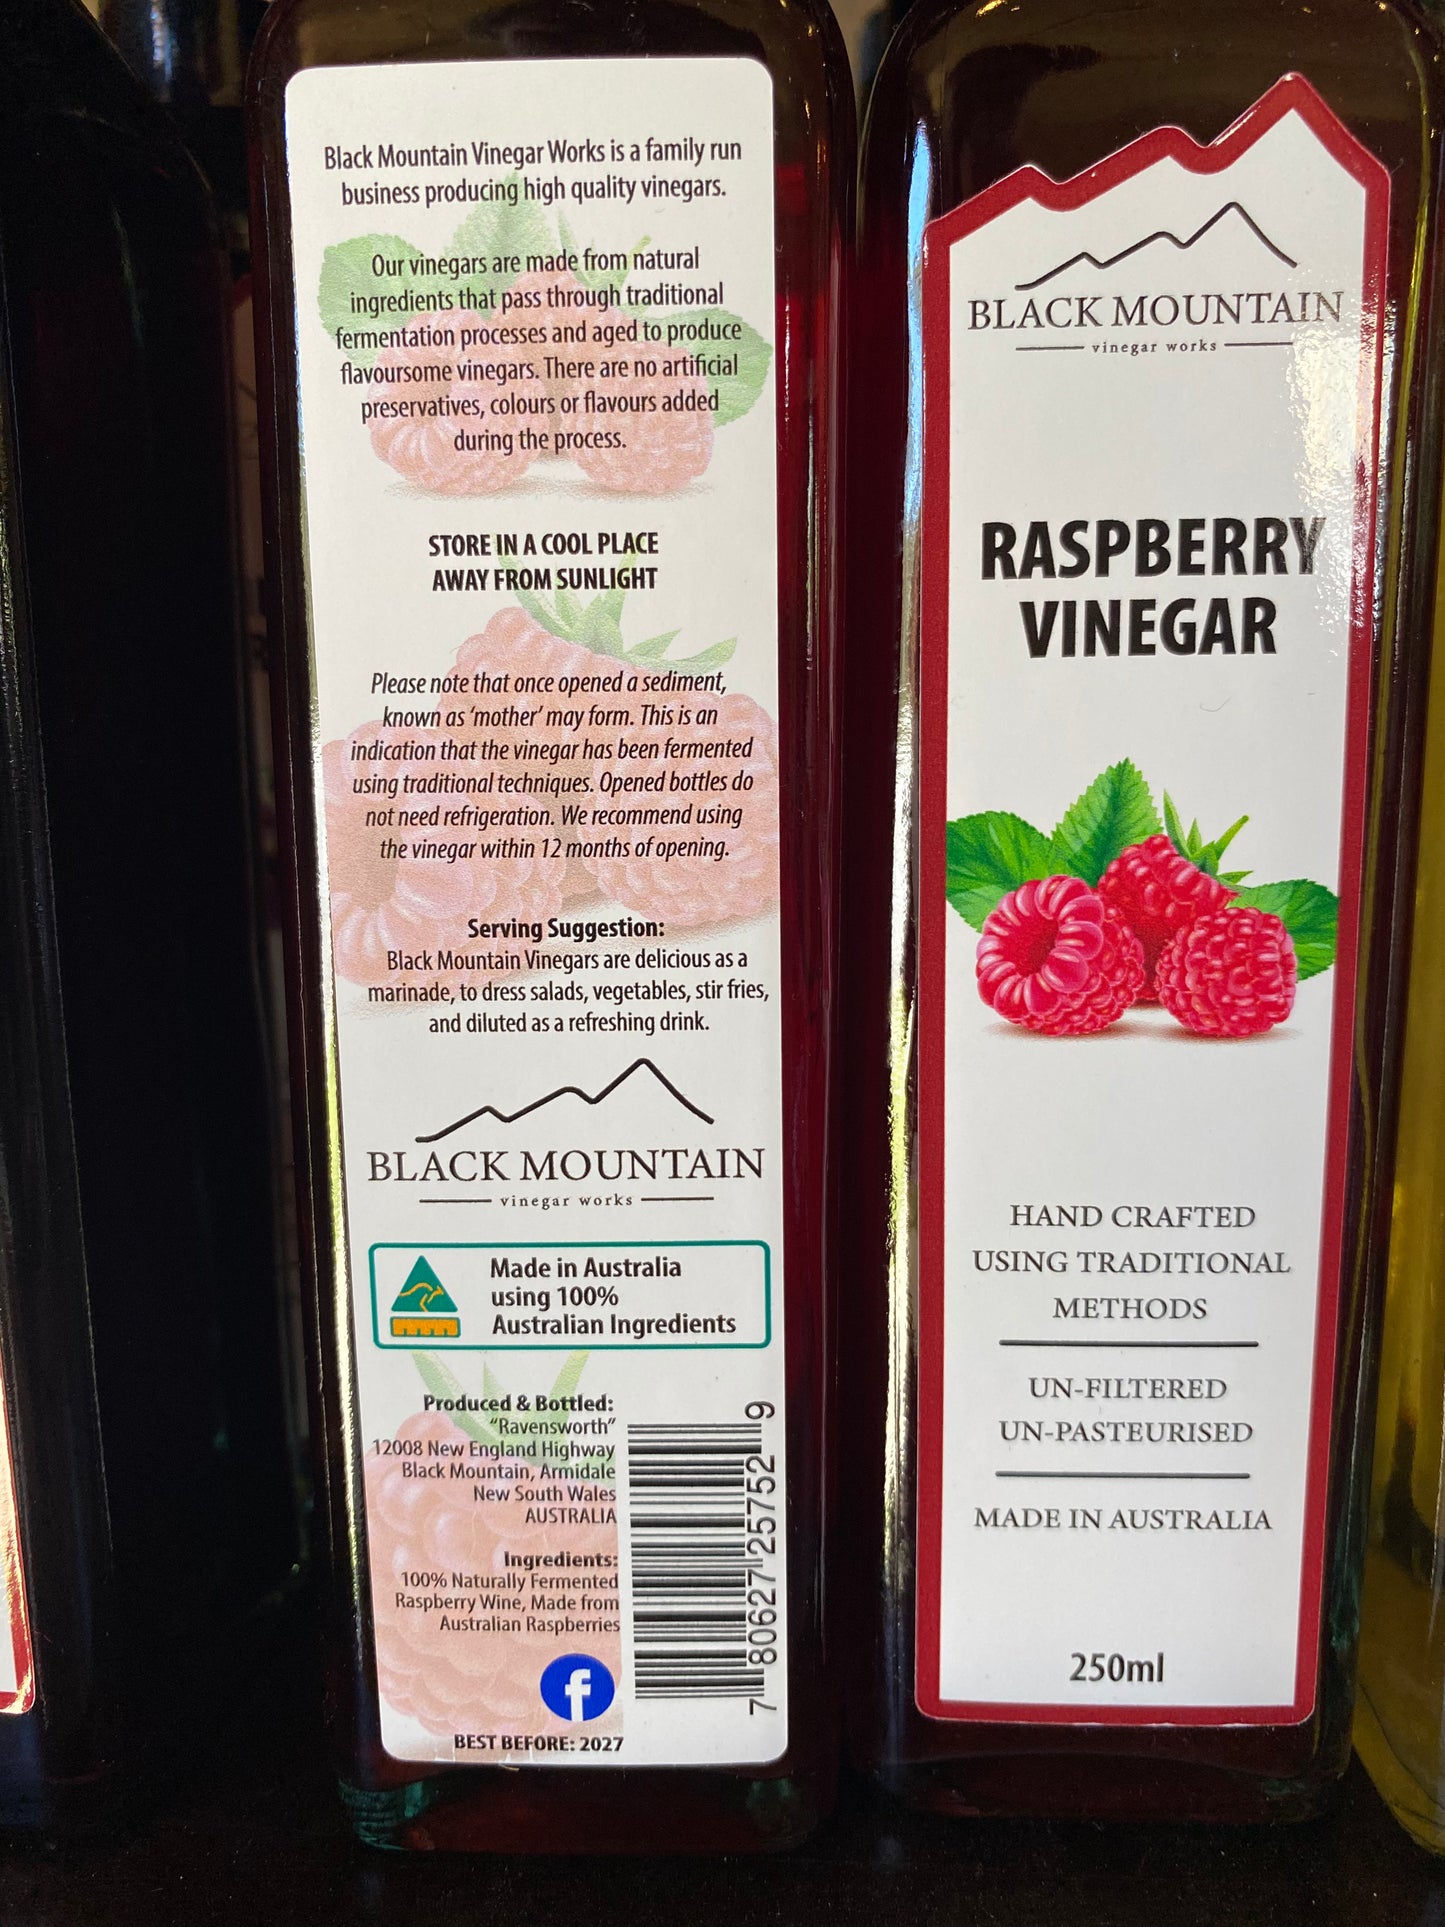 Black Mountain Vinegar Works is a family run
business producing high quality vinegars.
Our vinegars are made from natural
ingredients that pass through traditional
fermentation processes and aged to produce
flavoursome vinegars. There are no artificial
preservatives, colours or flavours added
during the process.
STORE IN A COOL PLACE
AWAY FROM SUNLIGHT
Please note that once opened a sediment,
known as 'mother' may form. This is an
indication that the vinegar has been fermented
using traditional techniques. Opened bottles do
not need refrigeration. We recommend using
the vinegar within 12 months of opening.
Serving Suggestion:
Black Mountain Vinegars are delicious as a
marinade, to dress salads, vegetables, stir fries,
and diluted as a refreshing drink.
BLACK MOUNTAIN
vinegar works
Made in Australia
using 100%
Australian Ingredients
Produced & Bottled:
"Ravensworth"
12008 New England Highway
Black Mountain, Armidale
New South Wales
AUSTRALIA
Ingredients:
100% Naturally Fermented
Raspberry Wine, Made from
Australian Raspberries
f
BEST BEFORE: 2027
7 80627 25752 9
BLACK MOUNTAIN
vinegar works
RASPBERRY
VINEGAR
HAND CRAFTED
USING TRADITIONAL
METHODS
UN-FILTERED
UN-PASTEURISED
MADE IN AUSTRALIA
250ml